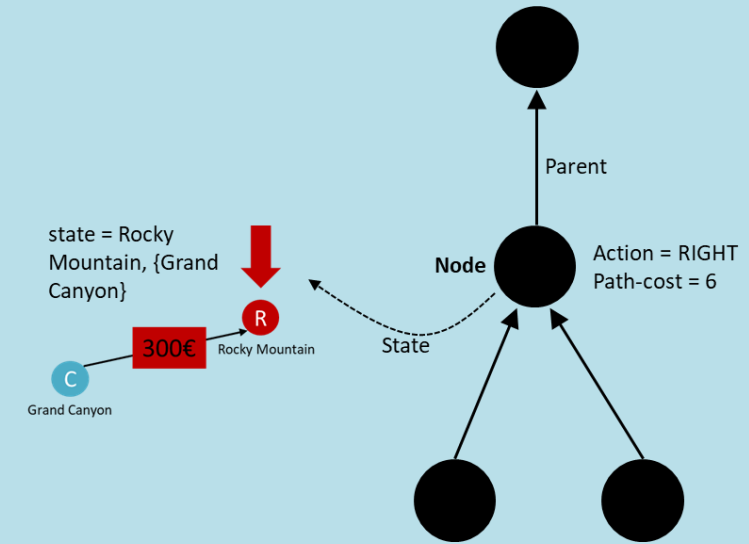 Parent
state = Rocky
Mountain, {Grand
Canyon}
Node
Action = RIGHT
Path-cost = 6
R
300€
Rocky Mountain
State
C
Grand Canyon